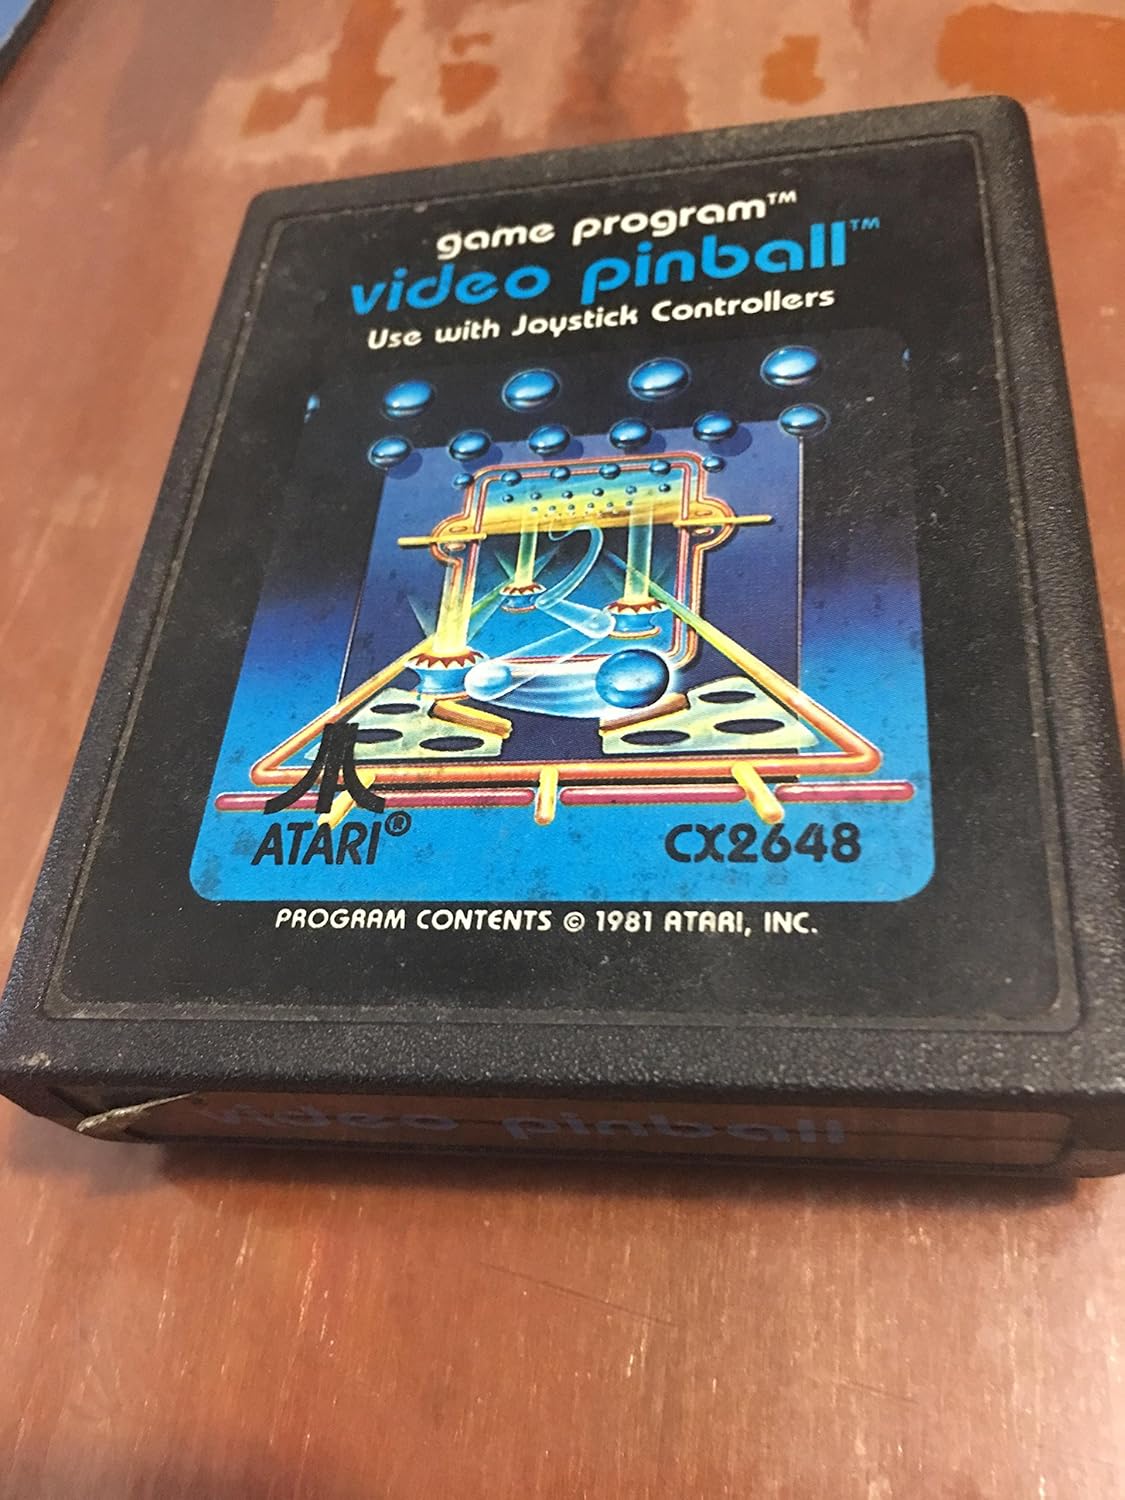 game program™
video pinball™
Use with Joystick Controllers
ATARI®
CX2648
PROGRAM CONTENTS © 1981 ATARI, INC.
video pinball